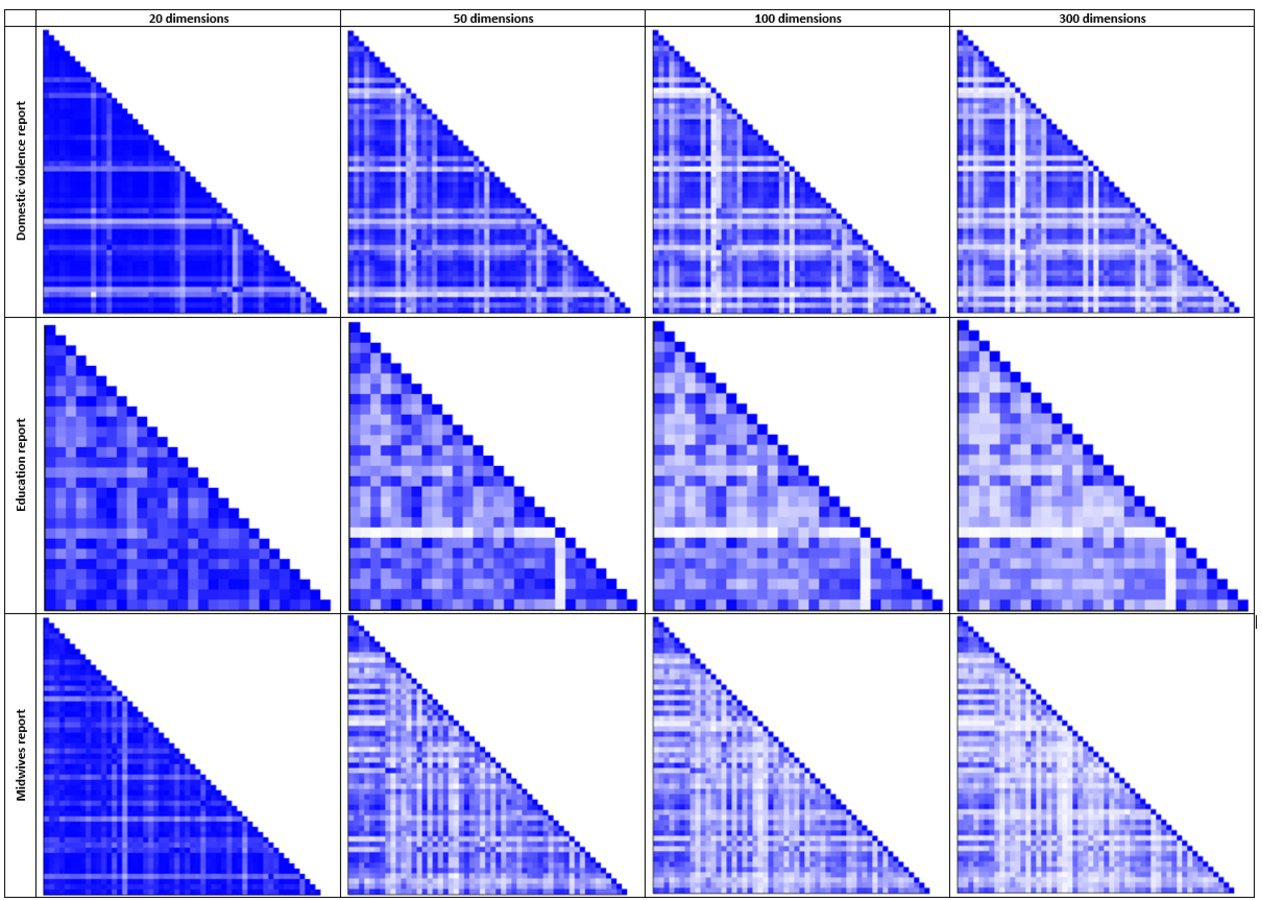 20 dimensions
50 dimensions
100 dimensions
300 dimensions
Domestic violence report
Education report
Midwives report